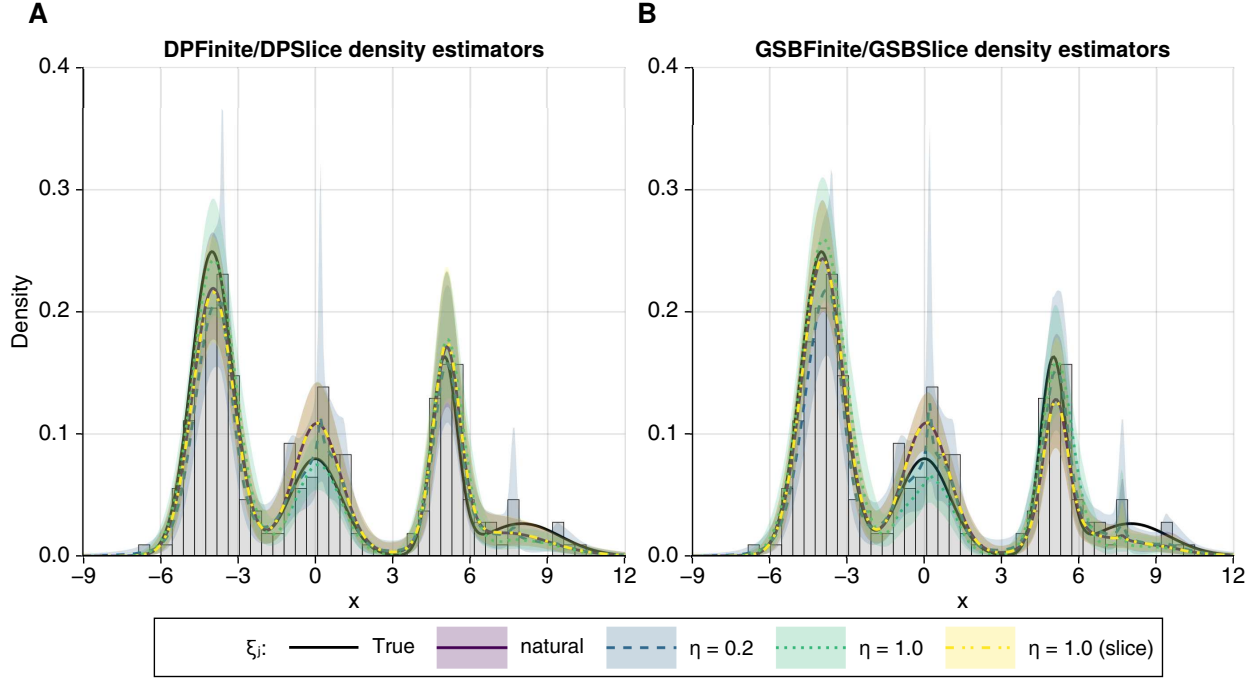 A
B
DPFinite/DPSlice density estimators
GSBFinite/GSBSlice density estimators
0.4
0.3
0.2
0.1
0.0
Density
-9 -6 -3 0 3 6 9 12
x
0.4
0.3
0.2
0.1
0.0
-9 -6 -3 0 3 6 9 12
x
ξⱼ: True natural η = 0.2 η = 1.0 η = 1.0 (slice)